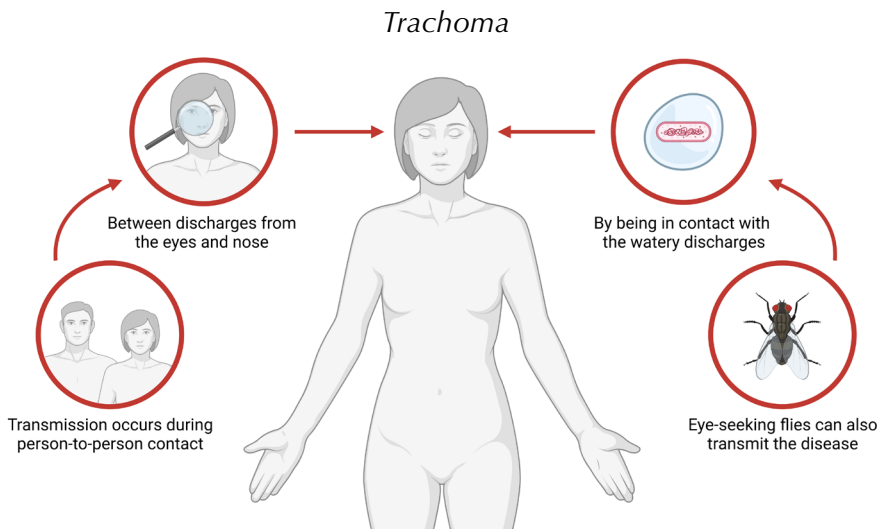 Trachoma
Between discharges from
the eyes and nose
By being in contact with
the watery discharges
Transmission occurs during
person-to-person contact
Eye-seeking flies can also
transmit the disease